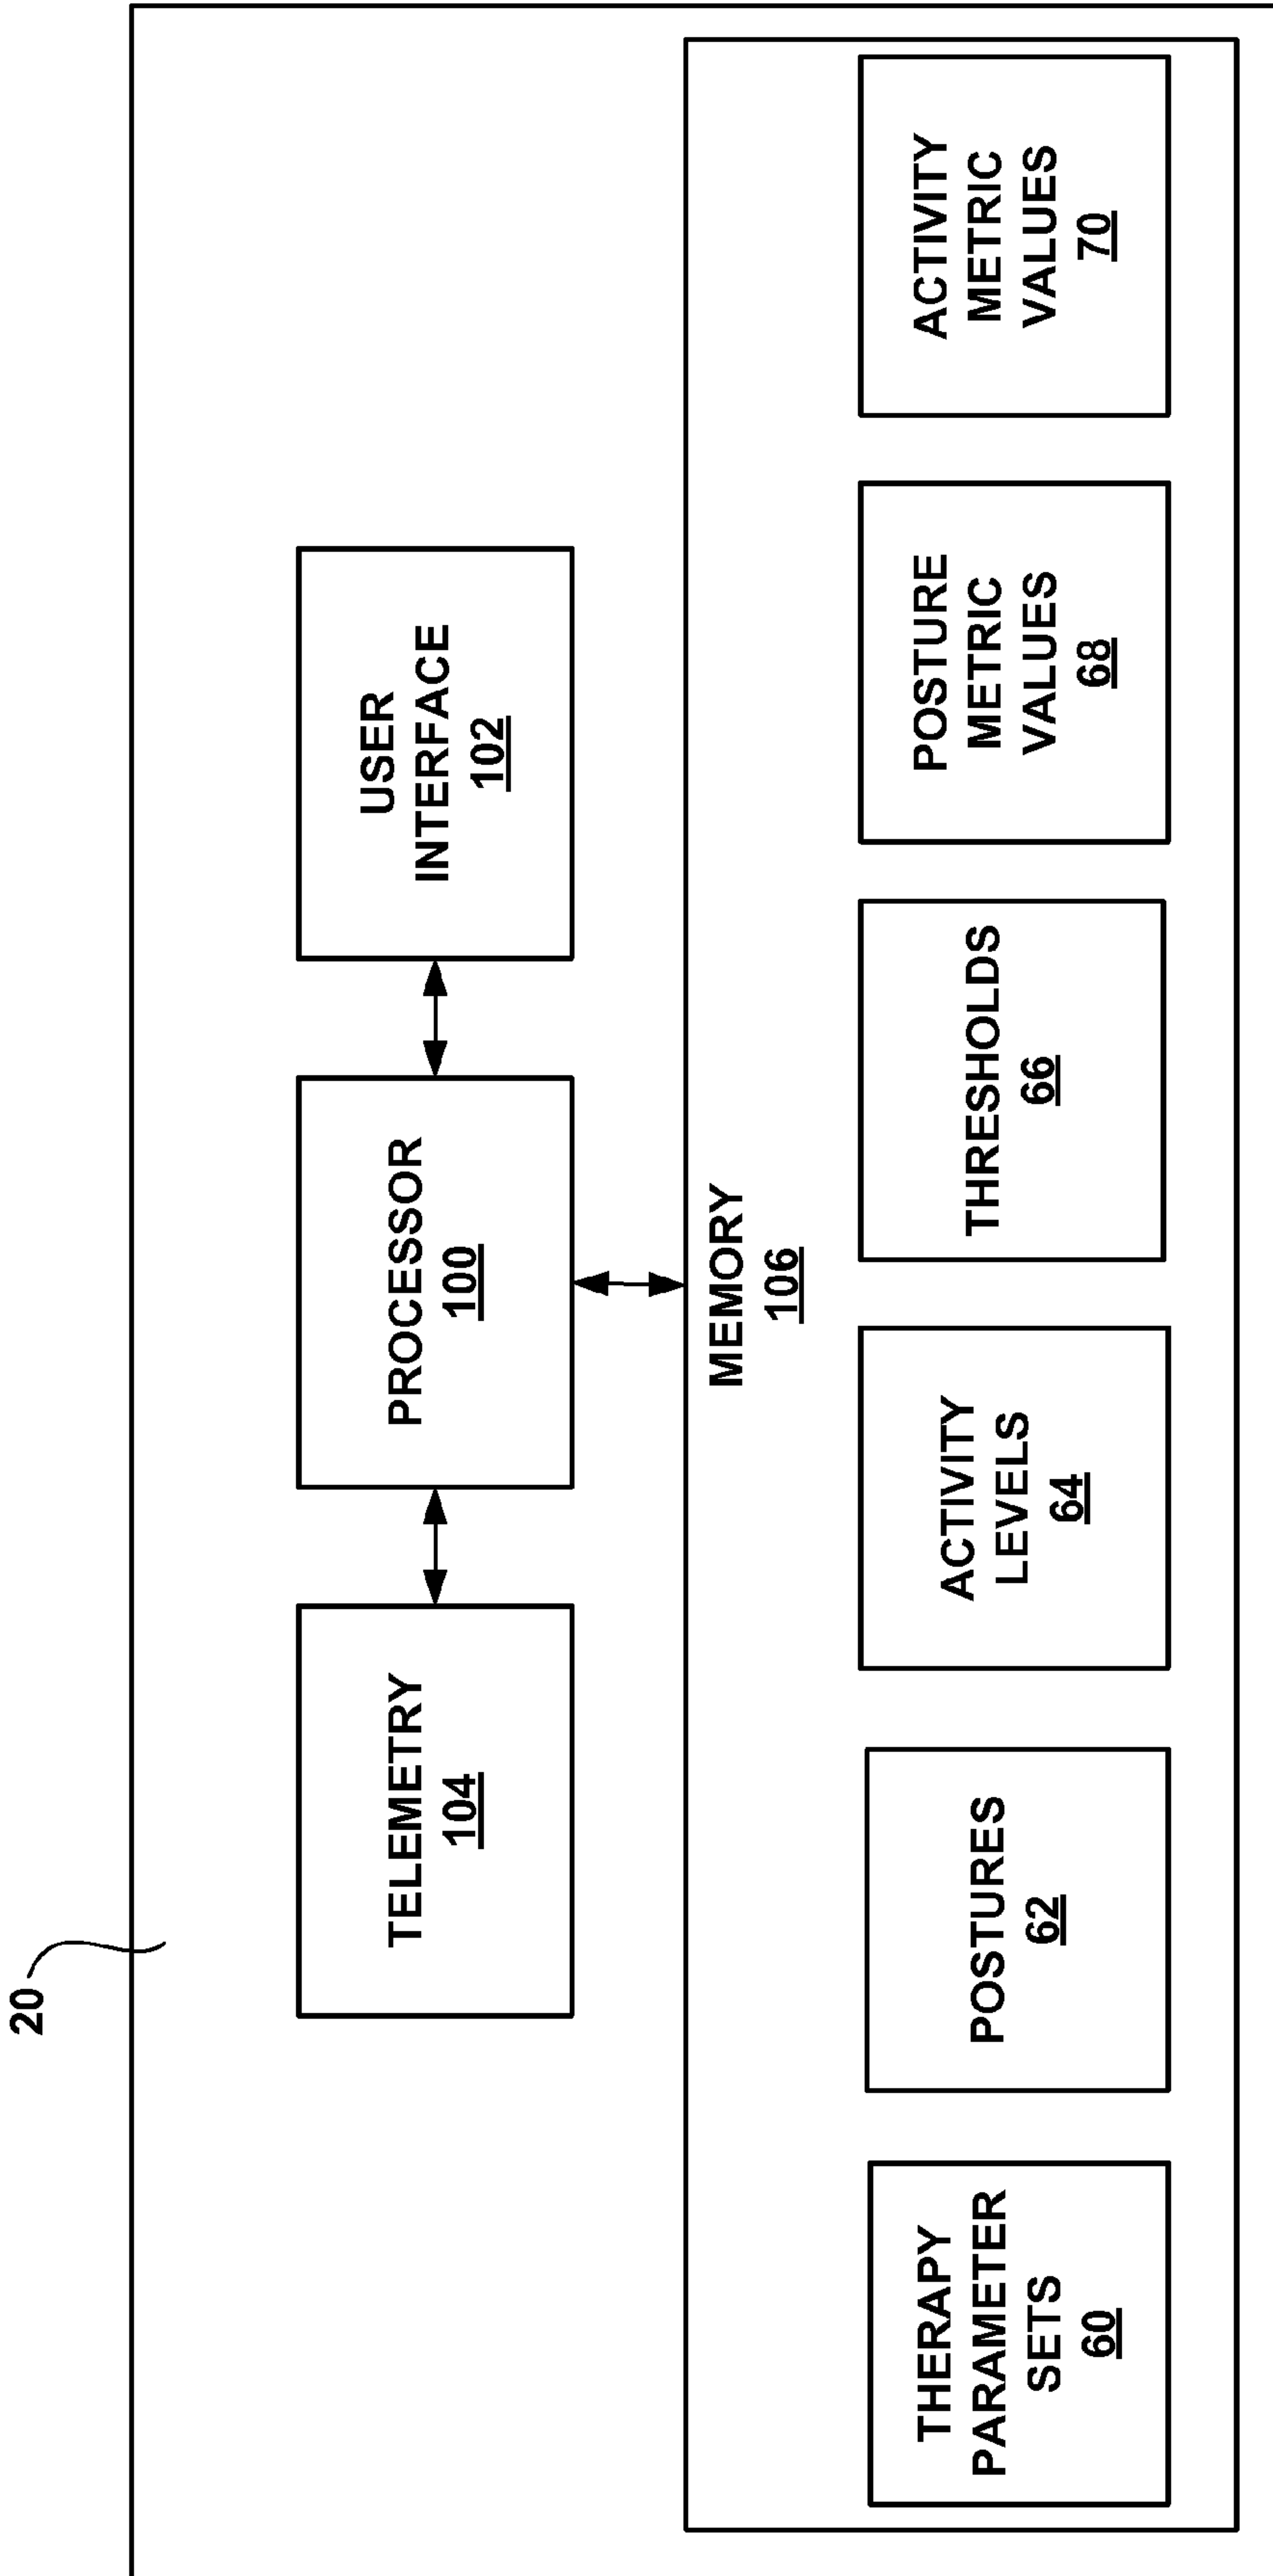 20
TELEMETRY
104
PROCESSOR
100
USER
INTERFACE
102
MEMORY
106
THERAPY
PARAMETER
SETS
60
POSTURES
62
ACTIVITY
LEVELS
64
THRESHOLDS
66
POSTURE
METRIC
VALUES
68
ACTIVITY
METRIC
VALUES
70